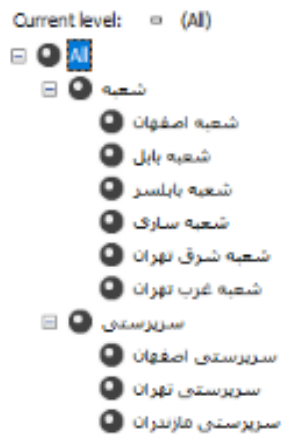 Current level: (All)
All
شعبه
شعبه اصفهان
شعبه بابل
شعبه بابلسر
شعبه ساری
شعبه شرق تهران
شعبه غرب تهران
سرپرستی
سرپرستی اصفهان
سرپرستی تهران
سرپرستی مازندران